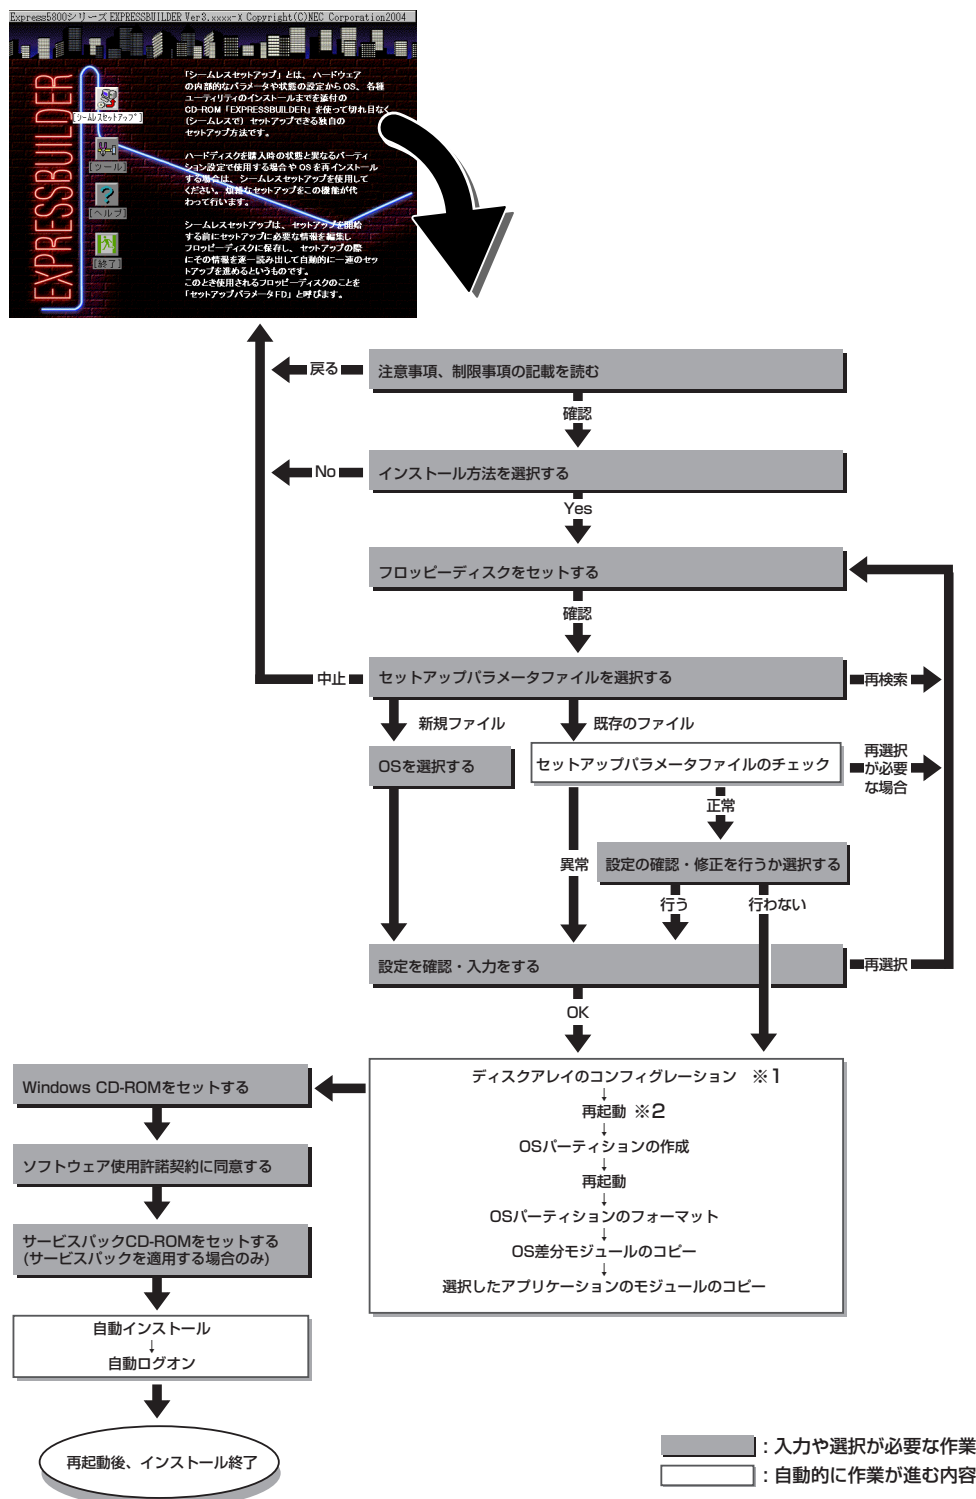 Express5800シリーズ EXPRESSBUILDER Ver3.xxxx-X Copyright(C)NEC Corporation2004
EXPRESSBUILDER
[シームレスセットアップ]
[ツール]
[ヘルプ]
[終了]
「シームレスセットアップ」とは、ハードウェア
の内部的なパラメータや状態の設定から OS、各種
ユーティリティのインストールまでを添付の
CD-ROM「EXPRESSBUILDER」を使って切れ目なく
(シームレスで) セットアップできる独自の
セットアップ方法です。
ハードディスクを購入時の状態と異なるパーティ
ション設定で使用する場合や OS を再インストール
する場合は、シームレスセットアップを使用して
ください。煩雑なセットアップをこの機能が代
わって行います。
シームレスセットアップは、セットアップを開始
する前にセットアップに必要な情報を編集し
フロッピーディスクに保存し、セットアップの際
にその情報を逐一読み出して自動的に一連のセッ
トアップを進めるというものです。
このとき使用されるフロッピーディスクのことを
「セットアップパラメータFD」と呼びます。
戻る
注意事項、制限事項の記載を読む
確認
No
インストール方法を選択する
Yes
フロッピーディスクをセットする
確認
中止
セットアップパラメータファイルを選択する
再検索
新規ファイル
既存のファイル
OSを選択する
セットアップパラメータファイルのチェック
再選択
が必要
な場合
正常
異常
設定の確認・修正を行うか選択する
行う
行わない
設定を確認・入力をする
再選択
OK
ディスクアレイのコンフィグレーション ※1
↓
再起動 ※2
↓
OSパーティションの作成
↓
再起動
↓
OSパーティションのフォーマット
↓
OS差分モジュールのコピー
↓
選択したアプリケーションのモジュールのコピー
Windows CD-ROMをセットする
ソフトウェア使用許諾契約に同意する
サービスパックCD-ROMをセットする
(サービスパックを適用する場合のみ)
自動インストール
↓
自動ログオン
再起動後、インストール終了
：入力や選択が必要な作業
：自動的に作業が進む内容